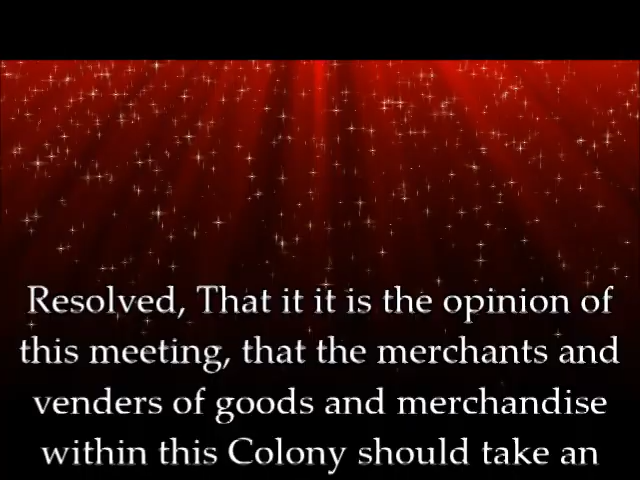 Resolved, That it it is the opinion of
this meeting, that the merchants and
venders of goods and merchandise
within this Colony should take an